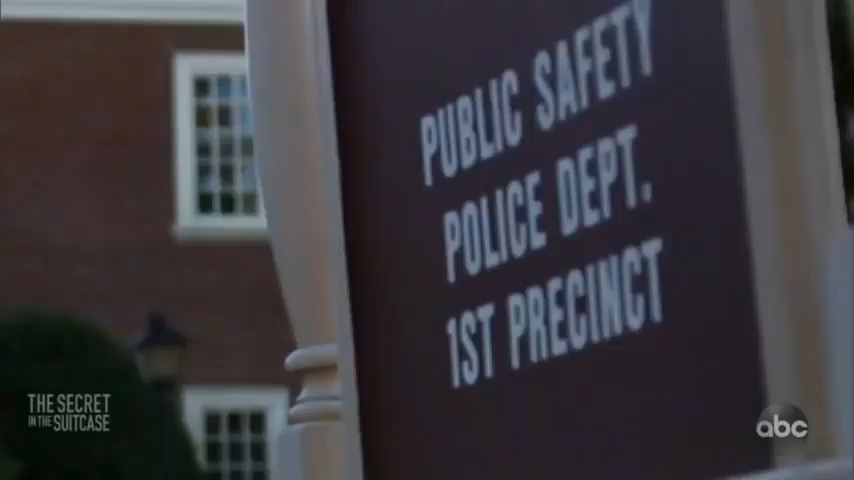 PUBLIC SAFETY
POLICE DEPT.
1ST PRECINCT
THE SECRET
IN THE SUITCASE
abc